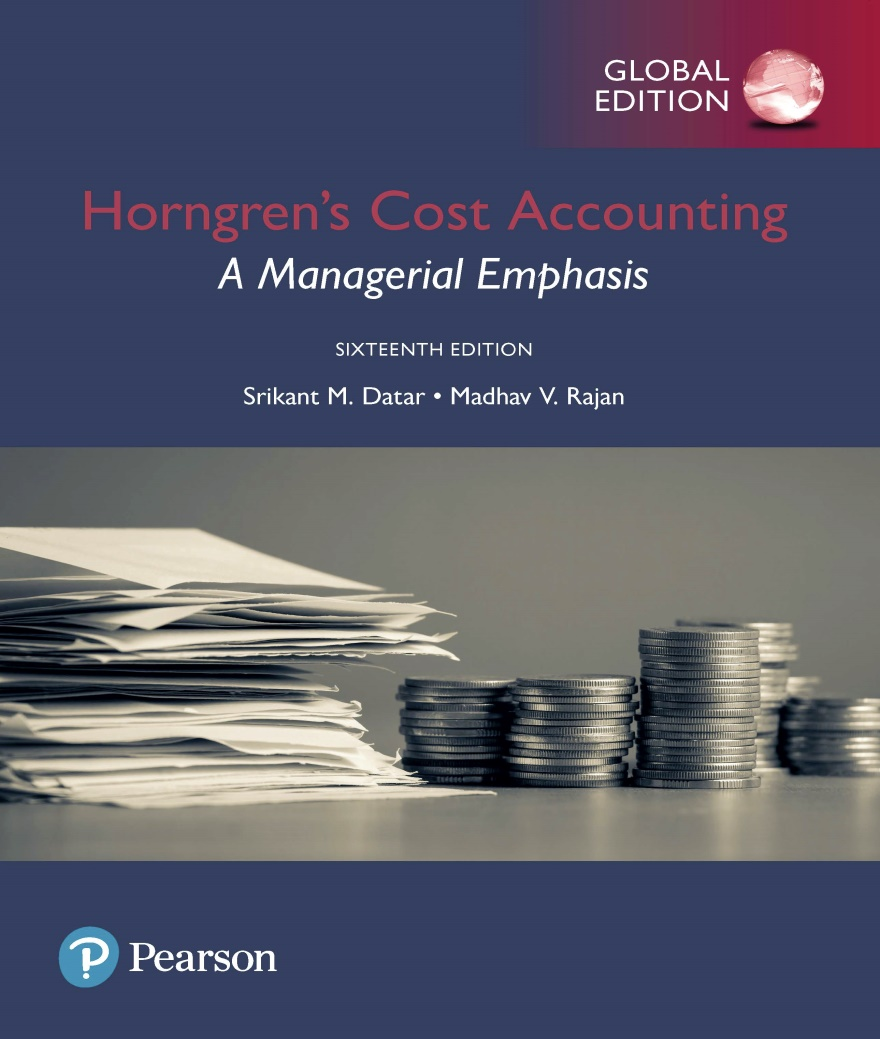 GLOBAL
EDITION
Horngren’s Cost Accounting
A Managerial Emphasis
SIXTEENTH EDITION
Srikant M. Datar • Madhav V. Rajan
Pearson